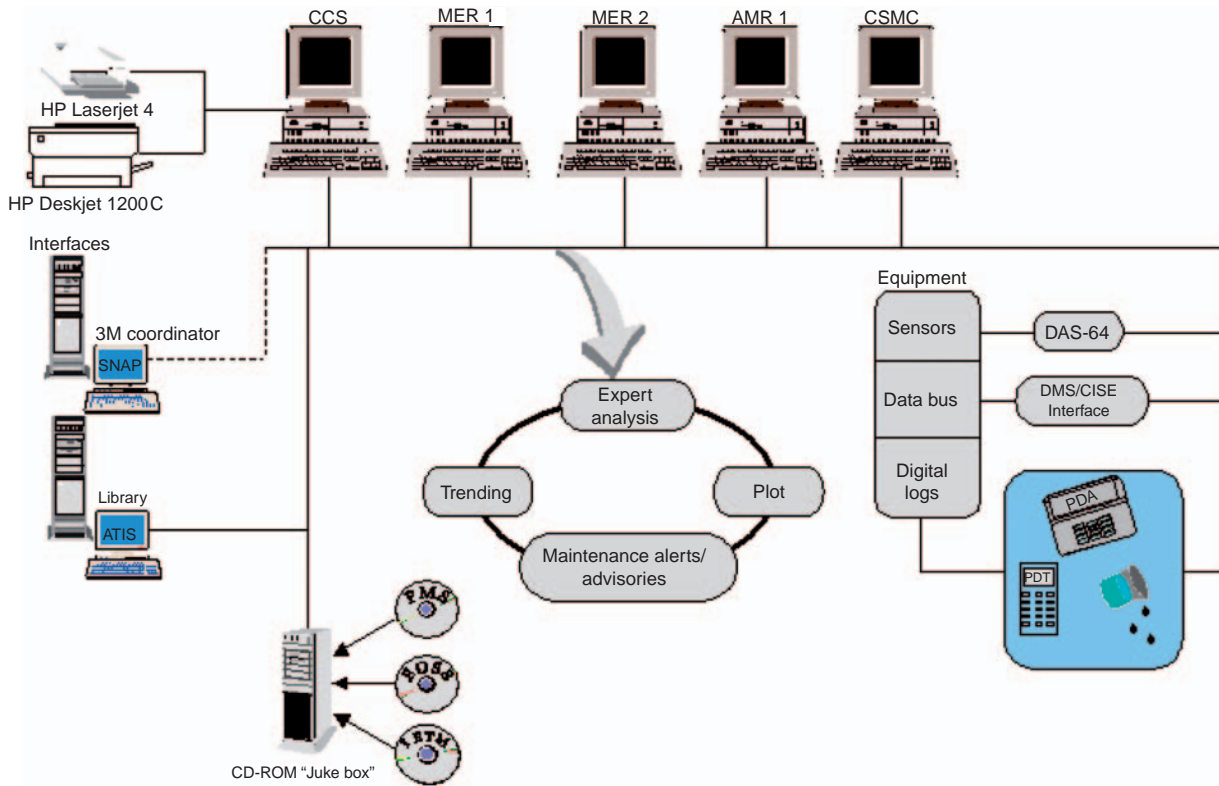 CCS
MER 1
MER 2
AMR 1
CSMC
HP Laserjet 4
HP Deskjet 1200C
Interfaces
3M coordinator
SNAP
Library
ATIS
Expert
analysis
Trending
Plot
Maintenance alerts/
advisories
Equipment
Sensors
DAS-64
Data bus
DMS/CISE
Interface
Digital
logs
PDA
PDT
PMS
EOSS
IETM
CD-ROM "Juke box"